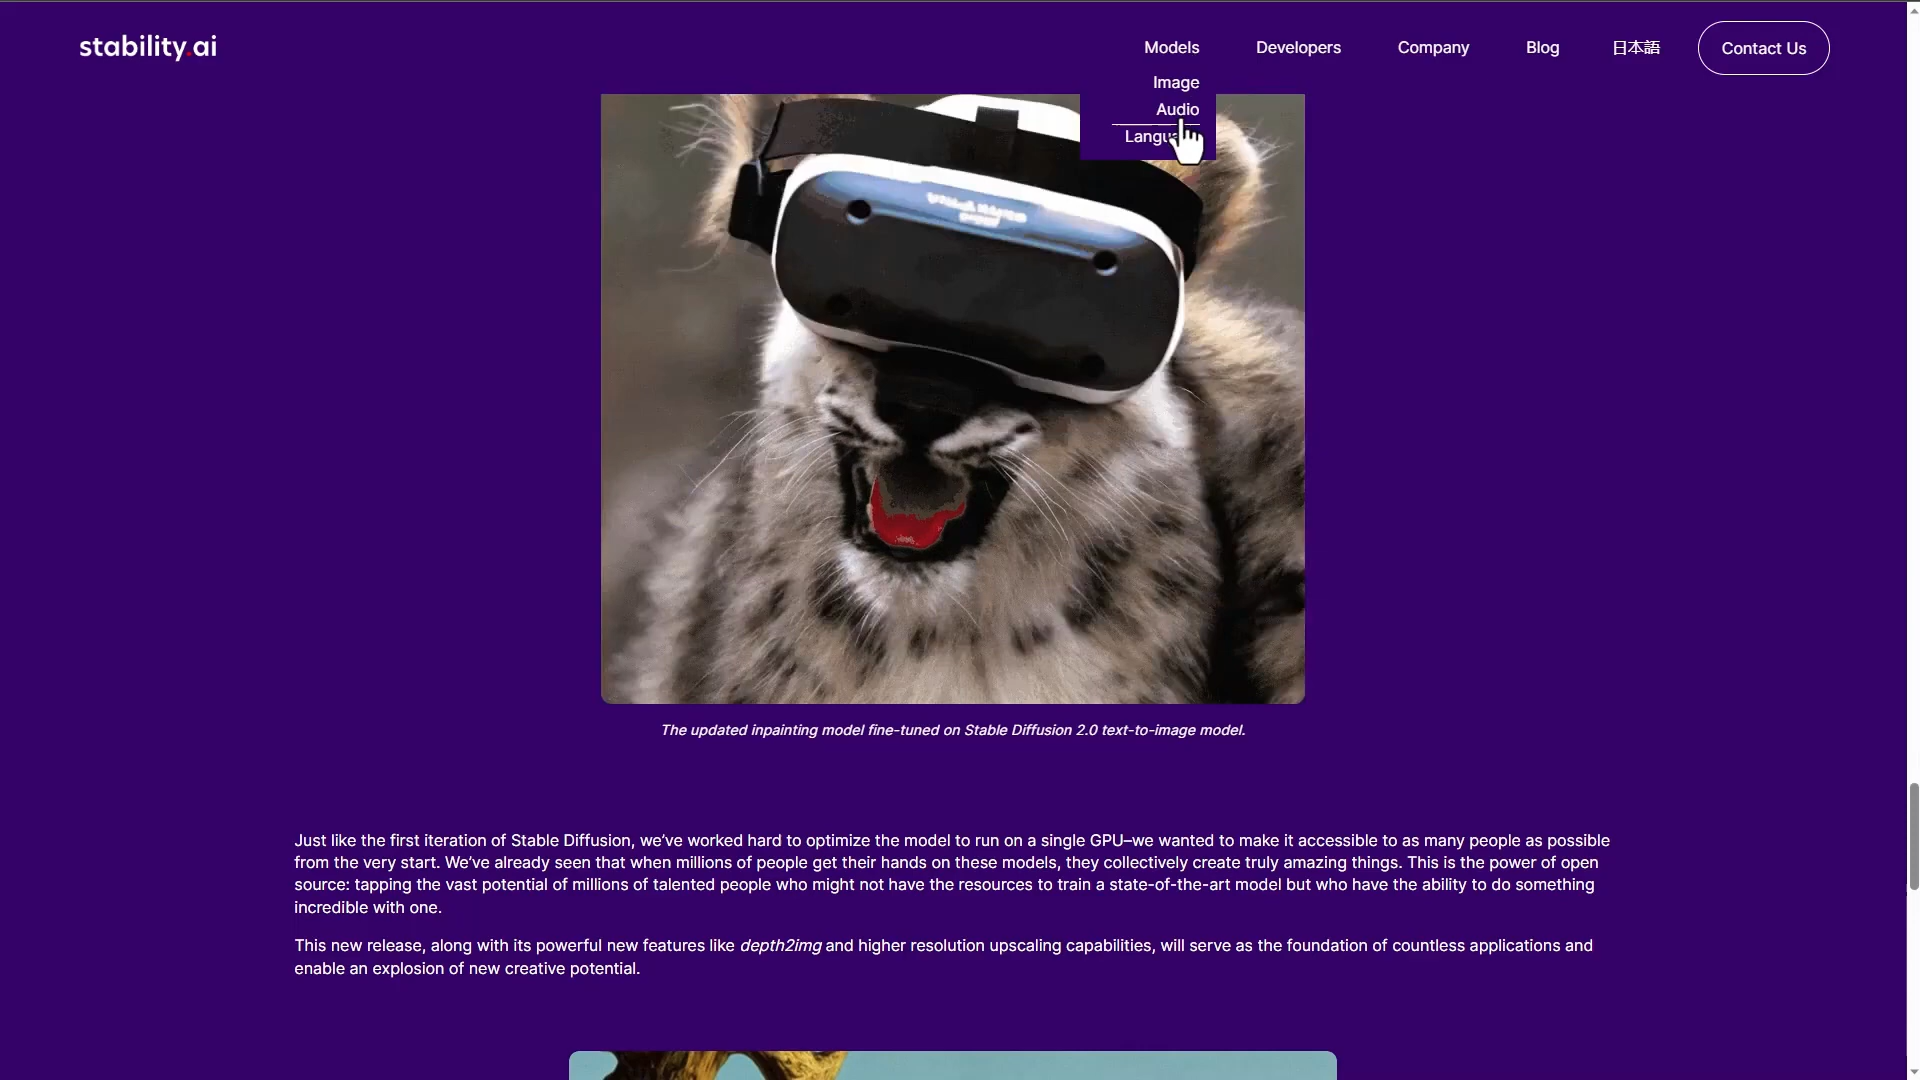 stability.ai
Models
Developers
Company
Blog
日本語
Contact Us
Image
Audio
The updated inpainting model fine-tuned on Stable Diffusion 2.0 text-to-image model.
Just like the first iteration of Stable Diffusion, we’ve worked hard to optimize the model to run on a single GPU–we wanted to make it accessible to as many people as possible
from the very start. We’ve already seen that when millions of people get their hands on these models, they collectively create truly amazing things. This is the power of open
source: tapping the vast potential of millions of talented people who might not have the resources to train a state-of-the-art model but who have the ability to do something
incredible with one.
This new release, along with its powerful new features like depth2img and higher resolution upscaling capabilities, will serve as the foundation of countless applications and
enable an explosion of new creative potential.